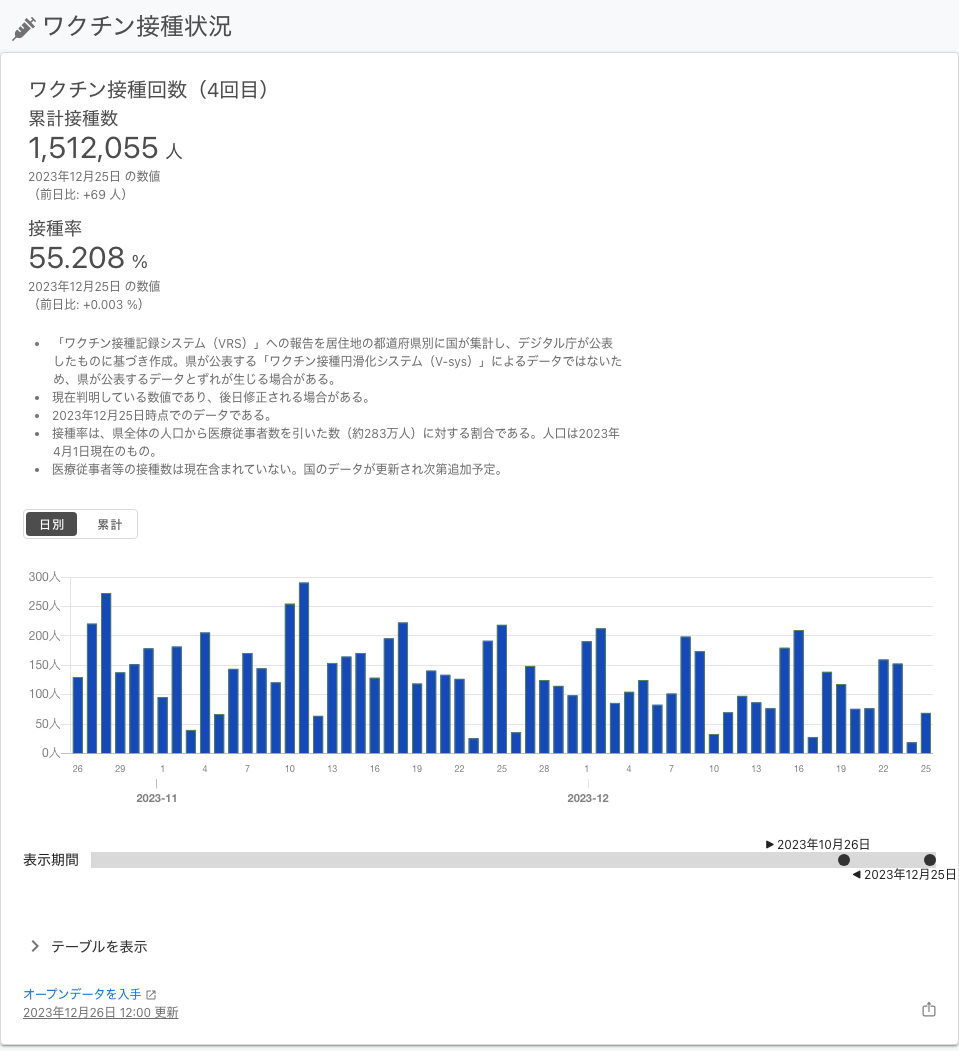 ワクチン接種状況
ワクチン接種回数（4回目）
累計接種数
1,512,055 人
2023年12月25日 の数値
（前日比: +69 人）
接種率
55.208 %
2023年12月25日 の数値
（前日比: +0.003 %）
• 「ワクチン接種記録システム（VRS）」への報告を居住地の都道府県別に国が集計し、デジタル庁が公表
したものに基づき作成。県が公表する「ワクチン接種円滑化システム（V-sys）」によるデータではないた
め、県が公表するデータとずれが生じる場合がある。
• 現在判明している数値であり、後日修正される場合がある。
• 2023年12月25日時点でのデータである。
• 接種率は、県全体の人口から医療従事者数を引いた数（約283万人）に対する割合である。人口は2023年
4月1日現在のもの。
• 医療従事者等の接種数は現在含まれていない。国のデータが更新され次第追加予定。
日別 累計
300人
250人
200人
150人
100人
50人
0人
26 29 1 4 7 10 13 16 19 22 25 28 1 4 7 10 13 16 19 22 25
2023-11 2023-12
▶ 2023年10月26日
表示期間
◀ 2023年12月25日
テーブルを表示
オープンデータを入手
2023年12月26日 12:00 更新